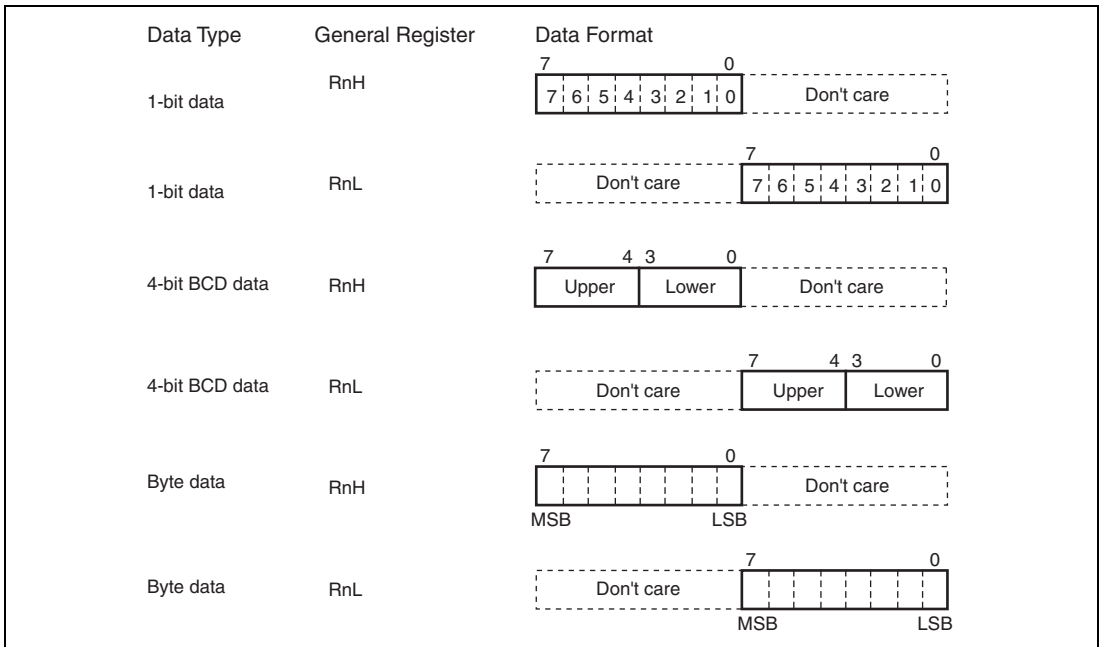 Data Type General Register Data Format
7 0
1-bit data RnH 7 6 5 4 3 2 1 0 Don't care
7 0
1-bit data RnL Don't care 7 6 5 4 3 2 1 0
7 4 3 0
4-bit BCD data RnH Upper Lower Don't care
7 4 3 0
4-bit BCD data RnL Don't care Upper Lower
7 0
Byte data RnH Don't care
MSB LSB
7 0
Byte data RnL Don't care
MSB LSB